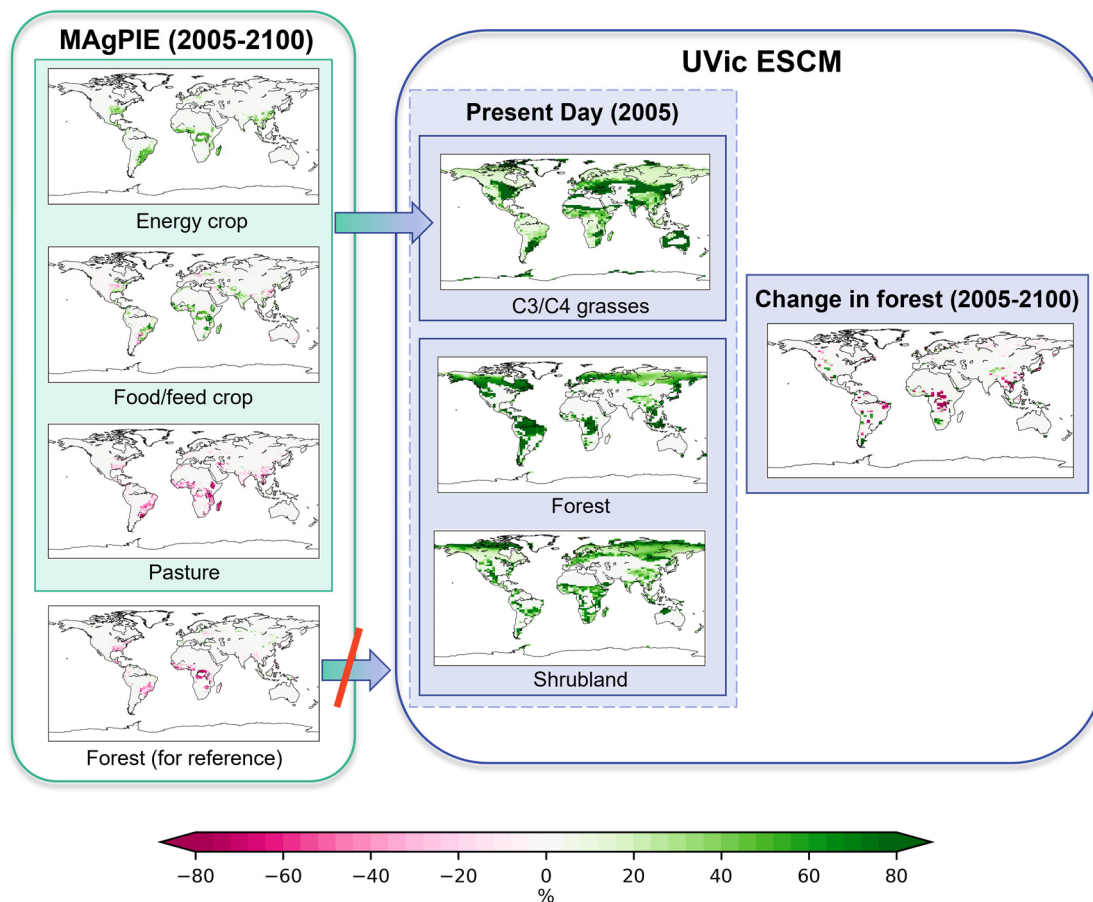 MAgPIE (2005-2100)
Energy crop
Food/feed crop
Pasture
Forest (for reference)
UVic ESCM
Present Day (2005)
C3/C4 grasses
Forest
Shrubland
Change in forest (2005-2100)
−80 −60 −40 −20 0 20 40 60 80
%